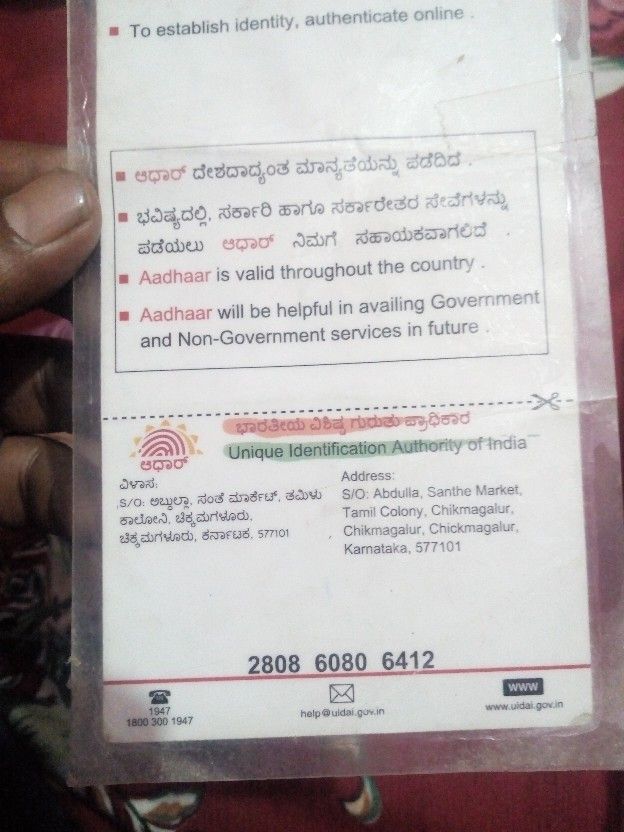 ▪ To establish identity, authenticate online .
▪ ಆಧಾರ್ ದೇಶದಾದ್ಯಂತ ಮಾನ್ಯತೆಯನ್ನು ಪಡೆದಿದೆ .
▪ ಭವಿಷ್ಯದಲ್ಲಿ, ಸರ್ಕಾರಿ ಹಾಗೂ ಸರ್ಕಾರೇತರ ಸೇವೆಗಳನ್ನು
ಪಡೆಯಲು ಆಧಾರ್ ನಿಮಗೆ ಸಹಾಯಕವಾಗಲಿದೆ .
▪ Aadhaar is valid throughout the country .
▪ Aadhaar will be helpful in availing Government
and Non-Government services in future .
ಭಾರತೀಯ ವಿಶಿಷ್ಟ ಗುರುತು ಪ್ರಾಧಿಕಾರ
Unique Identification Authority of India
ಆಧಾರ್
ವಿಳಾಸ:
S/O: ಅಬ್ದುಲ್ಲಾ, ಸಂತೆ ಮಾರ್ಕೆಟ್, ತಮಿಳು
ಕಾಲೋನಿ, ಚಿಕ್ಕಮಗಳೂರು,
ಚಿಕ್ಕಮಗಳೂರು, ಕರ್ನಾಟಕ, 577101
Address:
S/O: Abdulla, Santhe Market,
Tamil Colony, Chikmagalur,
Chikmagalur, Chickmagalur,
Karnataka, 577101
2808 6080 6412
1947
1800 300 1947
help@uidai.gov.in
WWW
www.uidai.gov.in